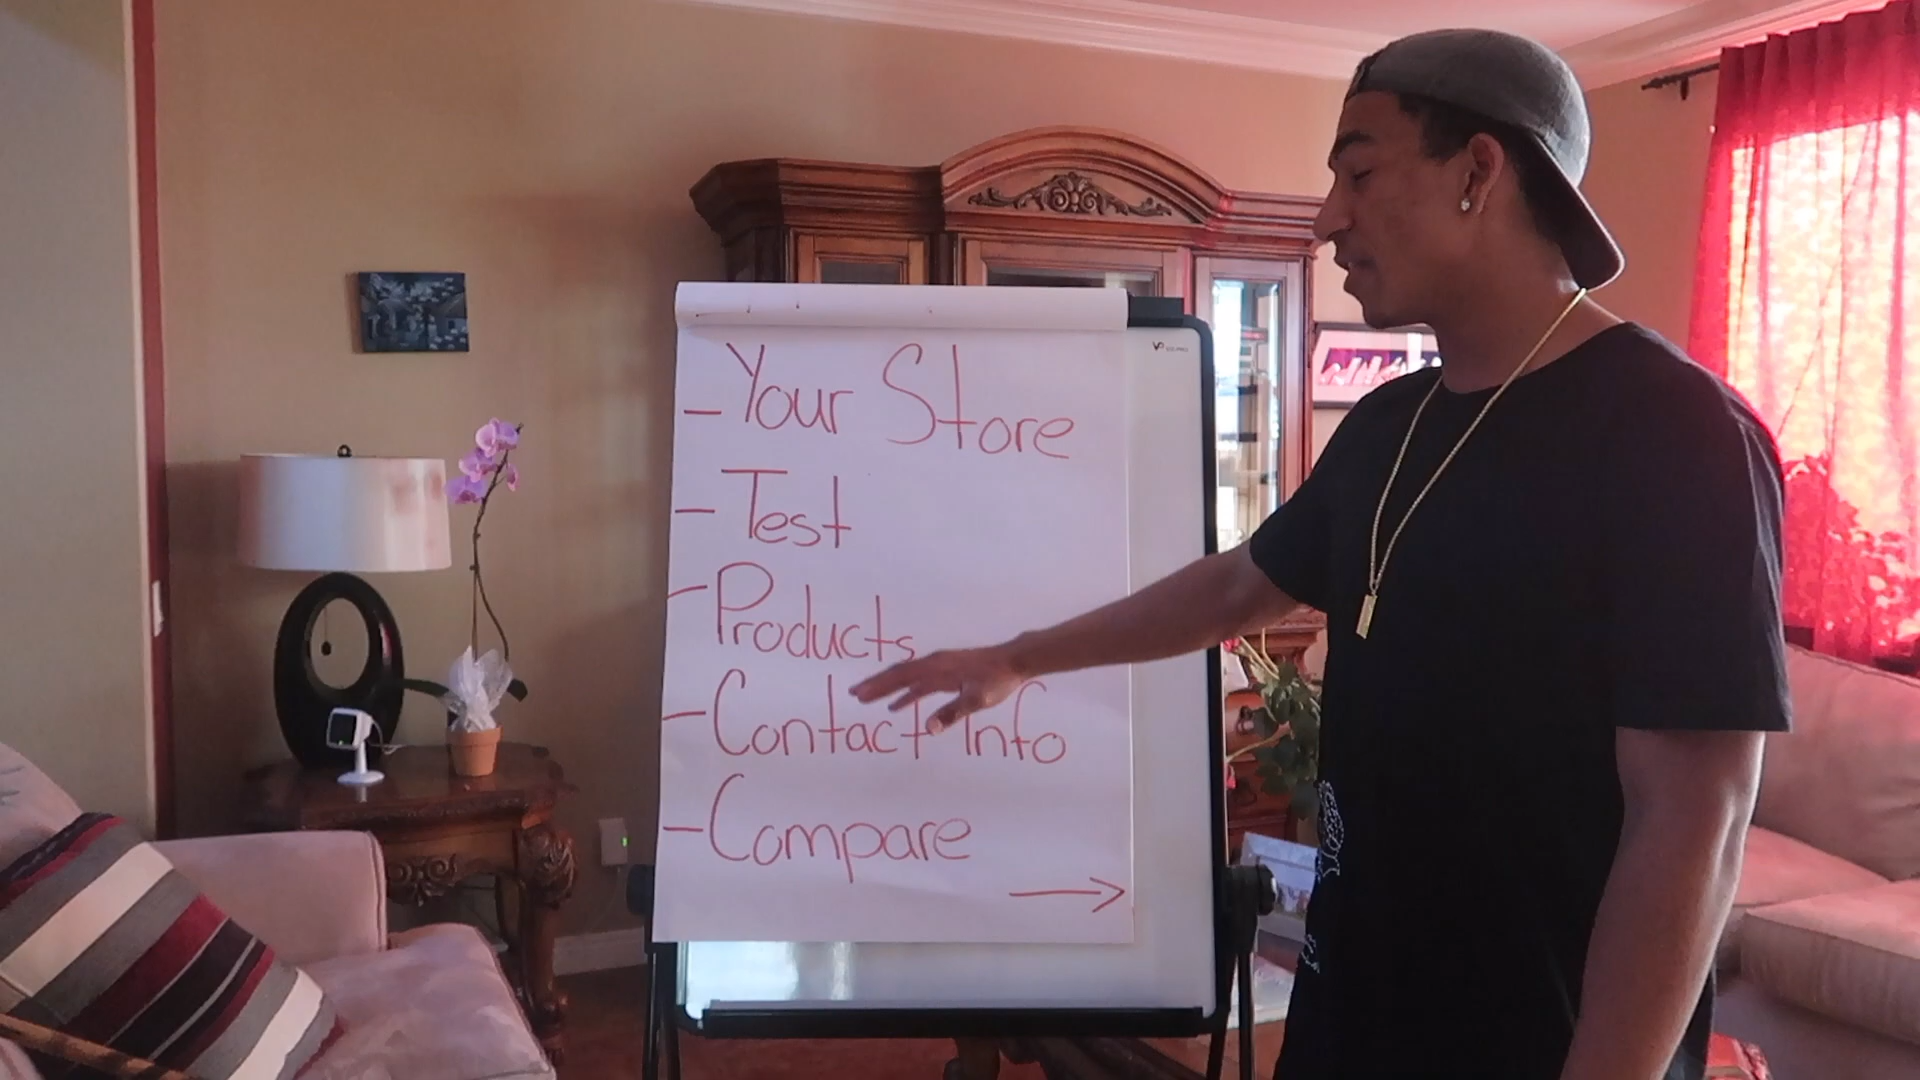 - Your Store
- Test
- Products
- Contact Info
- Compare